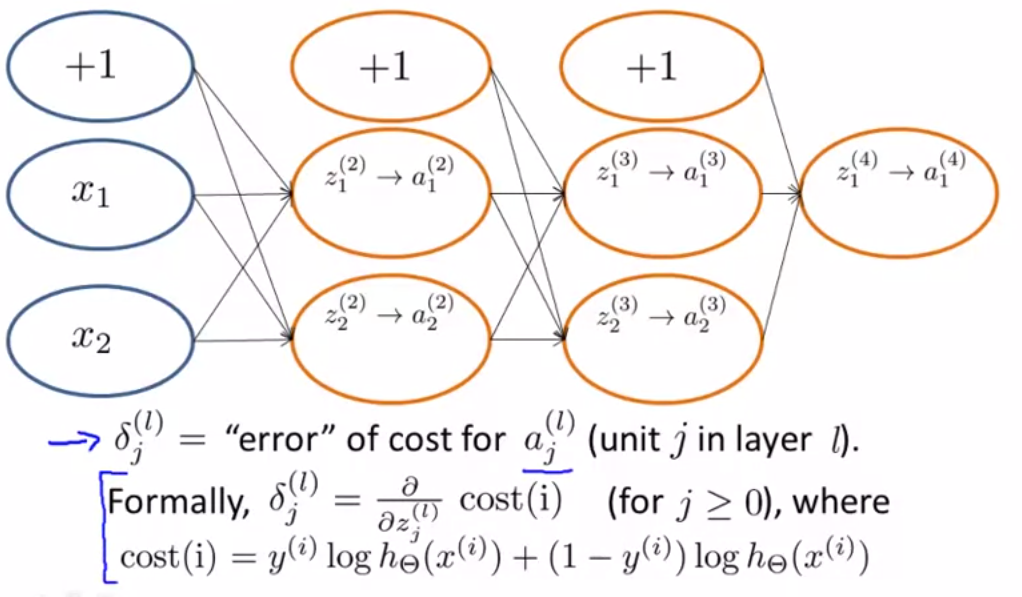 +1 +1 +1
x₁ z₁⁽²⁾ → a₁⁽²⁾ z₁⁽³⁾ → a₁⁽³⁾ z₁⁽⁴⁾ → a₁⁽⁴⁾
x₂ z₂⁽²⁾ → a₂⁽²⁾ z₂⁽³⁾ → a₂⁽³⁾
→ δⱼ⁽ˡ⁾ = “error” of cost for aⱼ⁽ˡ⁾ (unit j in layer l).
Formally, δⱼ⁽ˡ⁾ = ∂/∂zⱼ⁽ˡ⁾ cost(i) (for j ≥ 0), where
cost(i) = y⁽ⁱ⁾ log h_Θ(x⁽ⁱ⁾) + (1 − y⁽ⁱ⁾) log h_Θ(x⁽ⁱ⁾)